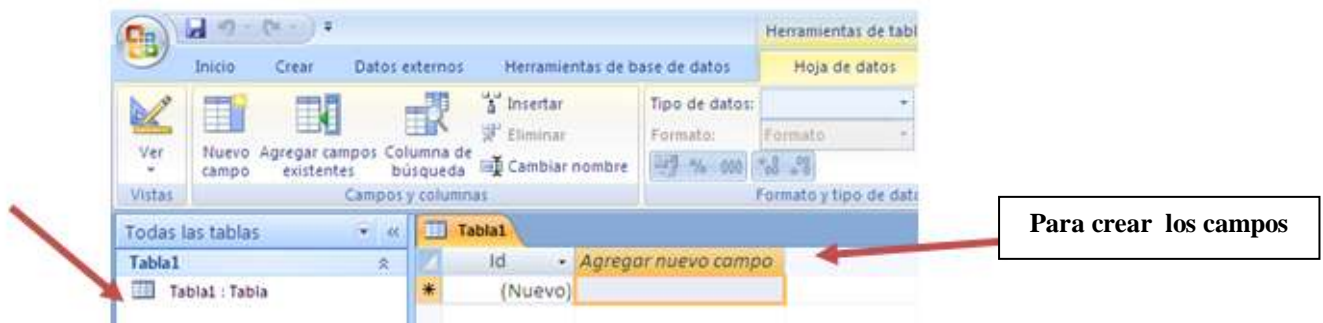 Herramientas de tabl
Inicio Crear Datos externos Herramientas de base de datos Hoja de datos
Ver
Nuevo campo
Agregar campos existentes
Columna de búsqueda
Insertar
Eliminar
Cambiar nombre
Tipo de datos:
Formato: Formato
% 000
Vistas Campos y columnas Formato y tipo de data
Todas las tablas Tabla1
Tabla1 Id Agregar nuevo campo
Tabla1 : Tabla (Nuevo)
Para crear los campos